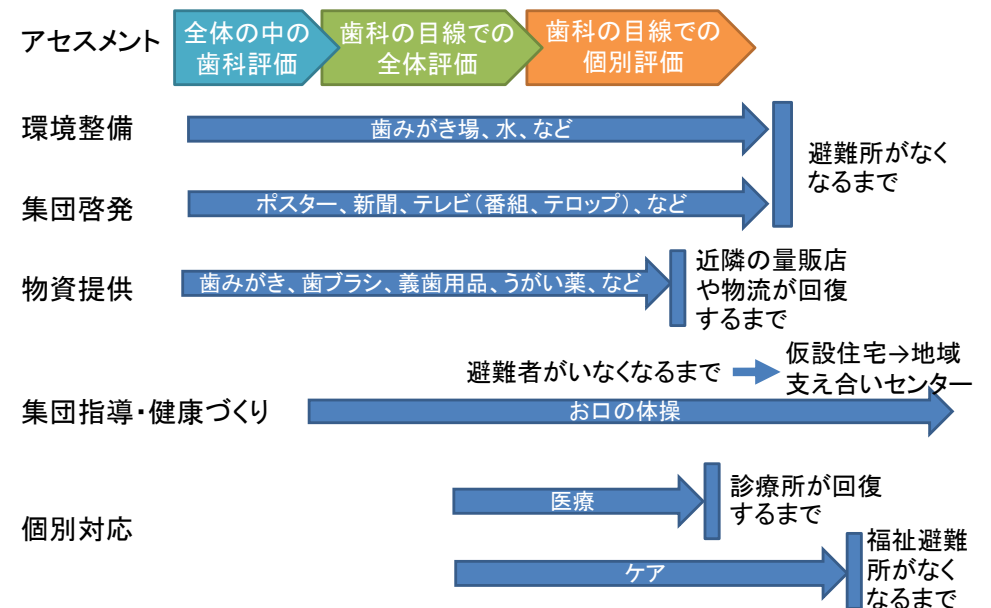 アセスメント
全体の中の
歯科評価
歯科の目線での
全体評価
歯科の目線での
個別評価
環境整備
歯みがき場、水、など
避難所がなく
なるまで
集団啓発
ポスター、新聞、テレビ(番組、テロップ)、など
物資提供
歯みがき、歯ブラシ、義歯用品、うがい薬、など
近隣の量販店
や物流が回復
するまで
避難者がいなくなるまで
仮設住宅→地域
支え合いセンター
集団指導・健康づくり
お口の体操
個別対応
医療
診療所が回復
するまで
ケア
福祉避難
所がなく
なるまで